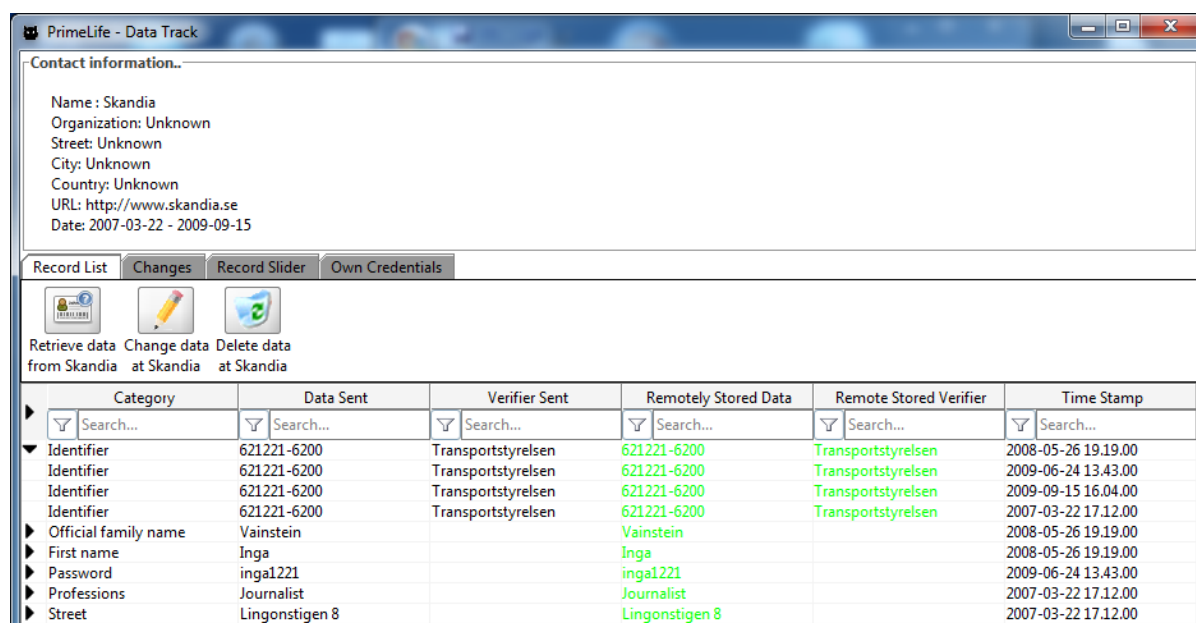 PrimeLife - Data Track
Contact information..
Name : Skandia
Organization: Unknown
Street: Unknown
City: Unknown
Country: Unknown
URL: http://www.skandia.se
Date: 2007-03-22 - 2009-09-15
Record List Changes Record Slider Own Credentials
Retrieve data Change data Delete data
from Skandia at Skandia at Skandia
Category Data Sent Verifier Sent Remotely Stored Data Remote Stored Verifier Time Stamp
Search... Search... Search... Search... Search... Search...
Identifier 621221-6200 Transportstyrelsen 621221-6200 Transportstyrelsen 2008-05-26 19.19.00
Identifier 621221-6200 Transportstyrelsen 621221-6200 Transportstyrelsen 2009-06-24 13.43.00
Identifier 621221-6200 Transportstyrelsen 621221-6200 Transportstyrelsen 2009-09-15 16.04.00
Identifier 621221-6200 Transportstyrelsen 621221-6200 Transportstyrelsen 2007-03-22 17.12.00
Official family name Vainstein Vainstein 2008-05-26 19.19.00
First name Inga Inga 2008-05-26 19.19.00
Password inga1221 inga1221 2009-06-24 13.43.00
Professions Journalist Journalist 2007-03-22 17.12.00
Street Lingonstigen 8 Lingonstigen 8 2007-03-22 17.12.00